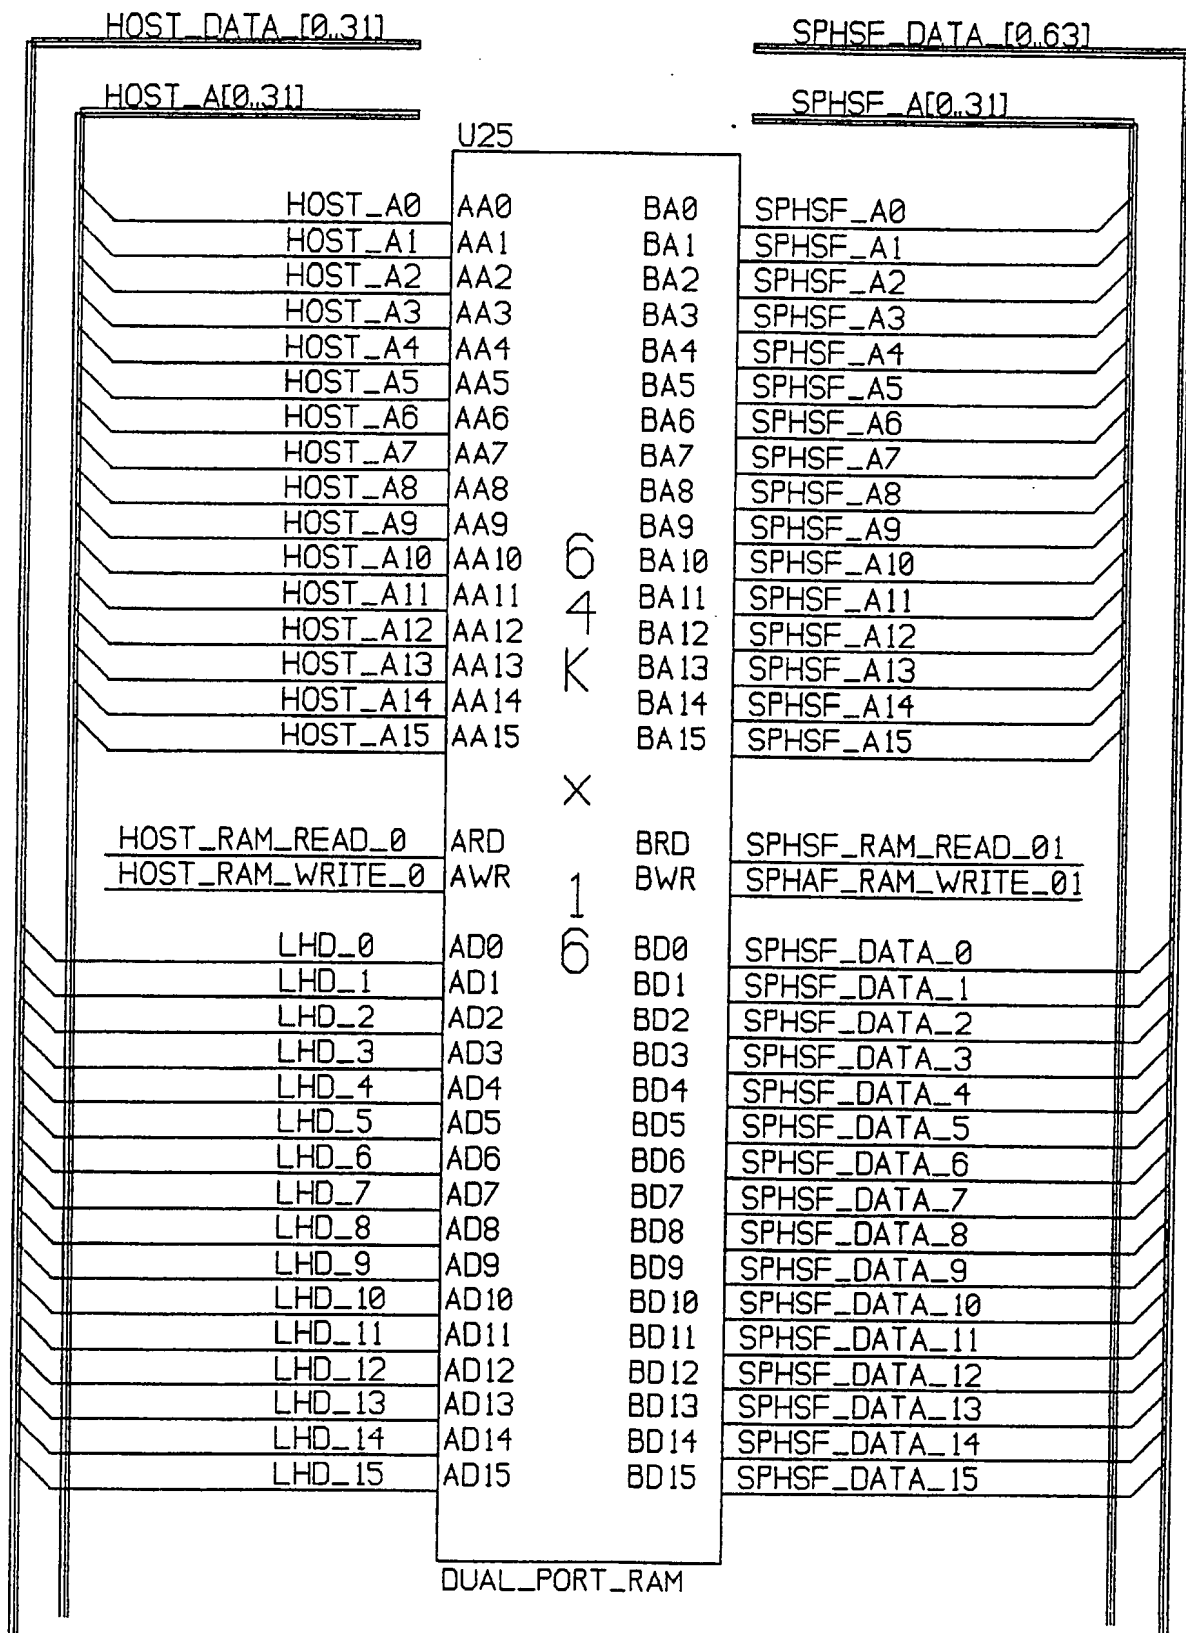 HOST_DATA_[0..31] SPHSF_DATA_[0..63]
HOST_A[0..31] SPHSF_A[0..31]
U25
HOST_A0 AA0 BA0 SPHSF_A0
HOST_A1 AA1 BA1 SPHSF_A1
HOST_A2 AA2 BA2 SPHSF_A2
HOST_A3 AA3 BA3 SPHSF_A3
HOST_A4 AA4 BA4 SPHSF_A4
HOST_A5 AA5 BA5 SPHSF_A5
HOST_A6 AA6 BA6 SPHSF_A6
HOST_A7 AA7 BA7 SPHSF_A7
HOST_A8 AA8 BA8 SPHSF_A8
HOST_A9 AA9 BA9 SPHSF_A9
HOST_A10 AA10 BA10 SPHSF_A10
HOST_A11 AA11 BA11 SPHSF_A11
HOST_A12 AA12 BA12 SPHSF_A12
HOST_A13 AA13 BA13 SPHSF_A13
HOST_A14 AA14 BA14 SPHSF_A14
HOST_A15 AA15 BA15 SPHSF_A15
64K x 16
HOST_RAM_READ_0 ARD BRD SPHSF_RAM_READ_01
HOST_RAM_WRITE_0 AWR BWR SPHAF_RAM_WRITE_01
LHD_0 AD0 BD0 SPHSF_DATA_0
LHD_1 AD1 BD1 SPHSF_DATA_1
LHD_2 AD2 BD2 SPHSF_DATA_2
LHD_3 AD3 BD3 SPHSF_DATA_3
LHD_4 AD4 BD4 SPHSF_DATA_4
LHD_5 AD5 BD5 SPHSF_DATA_5
LHD_6 AD6 BD6 SPHSF_DATA_6
LHD_7 AD7 BD7 SPHSF_DATA_7
LHD_8 AD8 BD8 SPHSF_DATA_8
LHD_9 AD9 BD9 SPHSF_DATA_9
LHD_10 AD10 BD10 SPHSF_DATA_10
LHD_11 AD11 BD11 SPHSF_DATA_11
LHD_12 AD12 BD12 SPHSF_DATA_12
LHD_13 AD13 BD13 SPHSF_DATA_13
LHD_14 AD14 BD14 SPHSF_DATA_14
LHD_15 AD15 BD15 SPHSF_DATA_15
DUAL_PORT_RAM